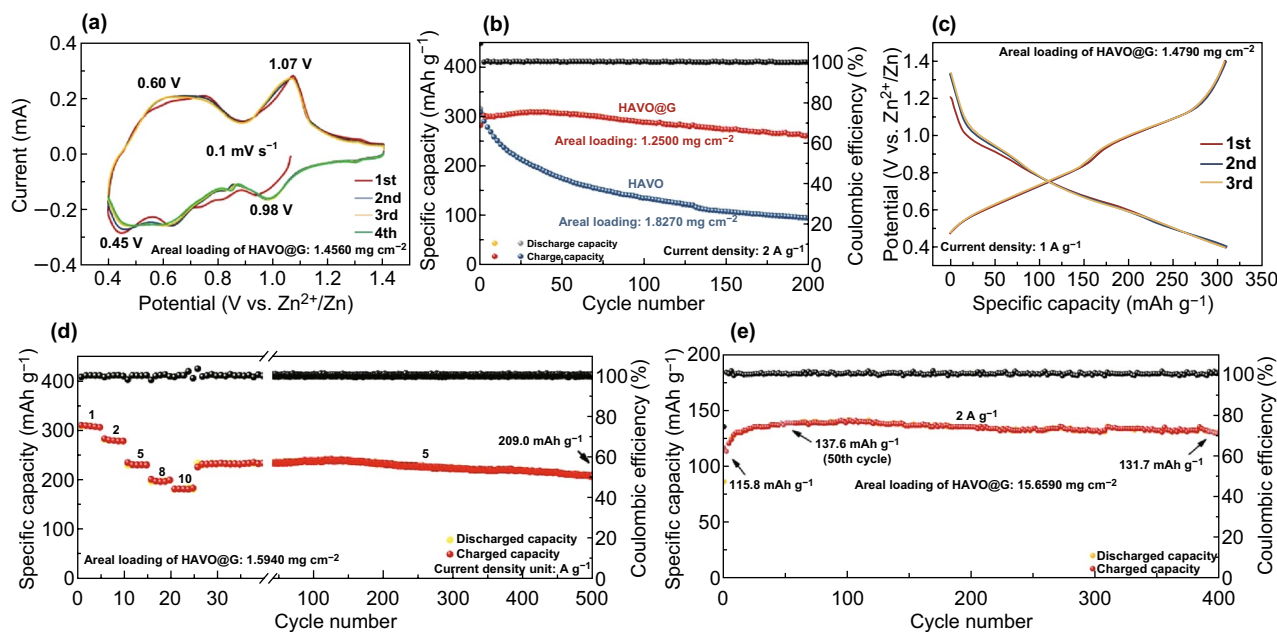 (a)
Current (mA)
0.4
0.2
0.0
−0.2
−0.4
0.60 V
1.07 V
0.1 mV s⁻¹
0.98 V
0.45 V
1st
2nd
3rd
4th
Areal loading of HAVO@G: 1.4560 mg cm⁻²
0.4 0.6 0.8 1.0 1.2 1.4
Potential (V vs. Zn²⁺/Zn)
(b)
Specific capacity (mAh g⁻¹)
400
300
200
100
0
HAVO@G
Areal loading: 1.2500 mg cm⁻²
HAVO
Areal loading: 1.8270 mg cm⁻²
Discharge capacity
Charge capacity
Current density: 2 A g⁻¹
100
80
60
40
20
0
Coulombic efficiency (%)
0 50 100 150 200
Cycle number
(c)
Potential (V vs. Zn²⁺/Zn)
1.4
1.2
1.0
0.8
0.6
0.4
Areal loading of HAVO@G: 1.4790 mg cm⁻²
1st
2nd
3rd
Current density: 1 A g⁻¹
0 50 100 150 200 250 300 350
Specific capacity (mAh g⁻¹)
(d)
Specific capacity (mAh g⁻¹)
400
300
200
100
0
1
2
5
8
10
5
209.0 mAh g⁻¹
Areal loading of HAVO@G: 1.5940 mg cm⁻²
Discharged capacity
Charged capacity
Current density unit: A g⁻¹
100
80
60
40
20
0
Coulombic efficiency (%)
0 10 20 30 100 200 300 400 500
Cycle number
(e)
Specific capacity (mAh g⁻¹)
200
175
150
125
100
75
50
25
0
2 A g⁻¹
137.6 mAh g⁻¹
(50th cycle)
115.8 mAh g⁻¹
131.7 mAh g⁻¹
Areal loading of HAVO@G: 15.6590 mg cm⁻²
Discharged capacity
Charged capacity
100
80
60
40
20
0
Coulombic efficiency (%)
0 50 100 150 200 250 300 350 400
Cycle number